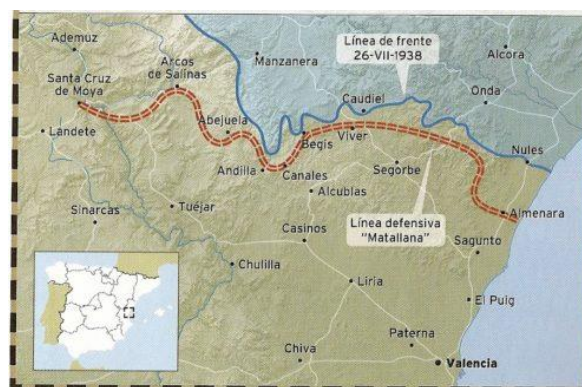 Ademuz
Santa Cruz
de Moya
Arcos
de Salinas
Manzanera
Línea de frente
26-VII-1938
Alcora
Caudiel
Onda
Landete
Abejuela
Begis
Viver
Nules
Andilla
Canales
Segorbe
Alcublas
Sinarcas
Tuéjar
Línea defensiva
"Matallana"
Almenara
Casinos
Sagunto
Chulilla
Liria
El Puig
Paterna
Chiva
Valencia